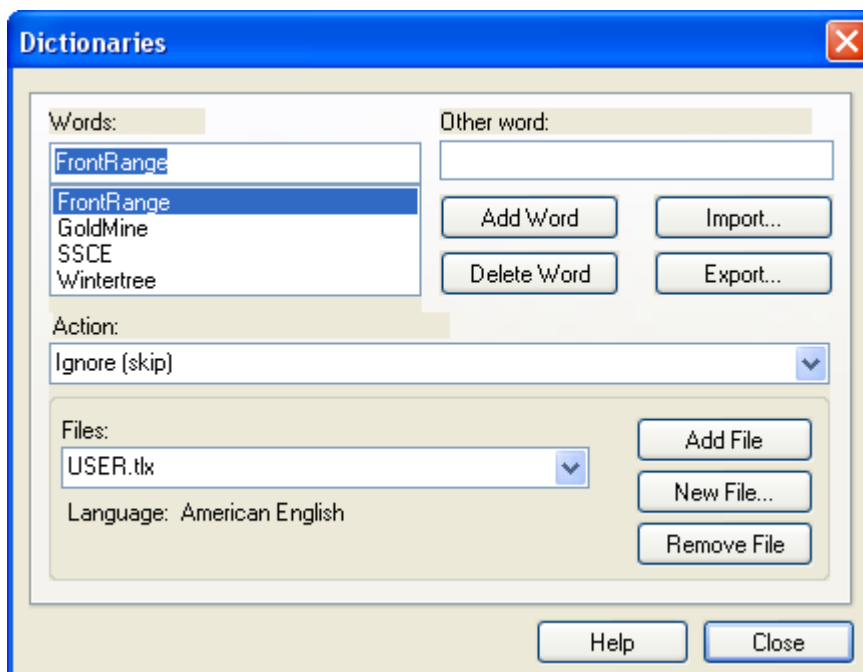 Dictionaries
Words:
Other word:
FrontRange
FrontRange
GoldMine
SSCE
Wintertree
Add Word
Import...
Delete Word
Export...
Action:
Ignore (skip)
Files:
USER.tlx
Language: American English
Add File
New File...
Remove File
Help
Close